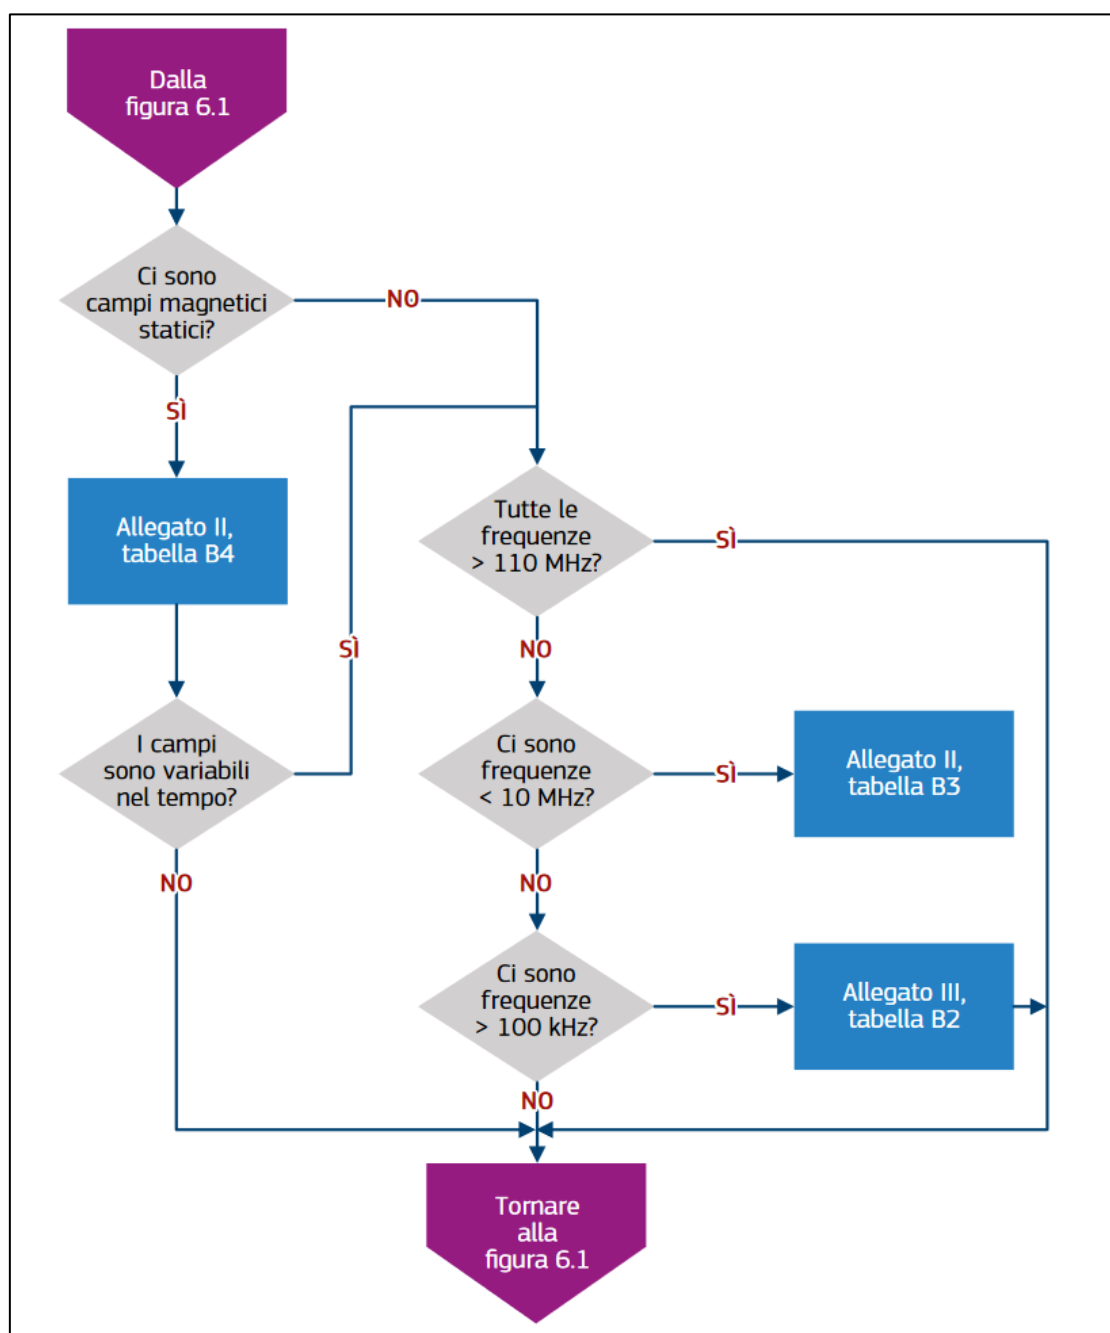 Dalla
figura 6.1
Ci sono
campi magnetici
statici?
NO
SÌ
Allegato II,
tabella B4
SÌ
I campi
sono variabili
nel tempo?
NO
Tutte le
frequenze
> 110 MHz?
SÌ
NO
Ci sono
frequenze
< 10 MHz?
SÌ
Allegato II,
tabella B3
NO
Ci sono
frequenze
> 100 kHz?
SÌ
Allegato III,
tabella B2
NO
Tornare
alla
figura 6.1